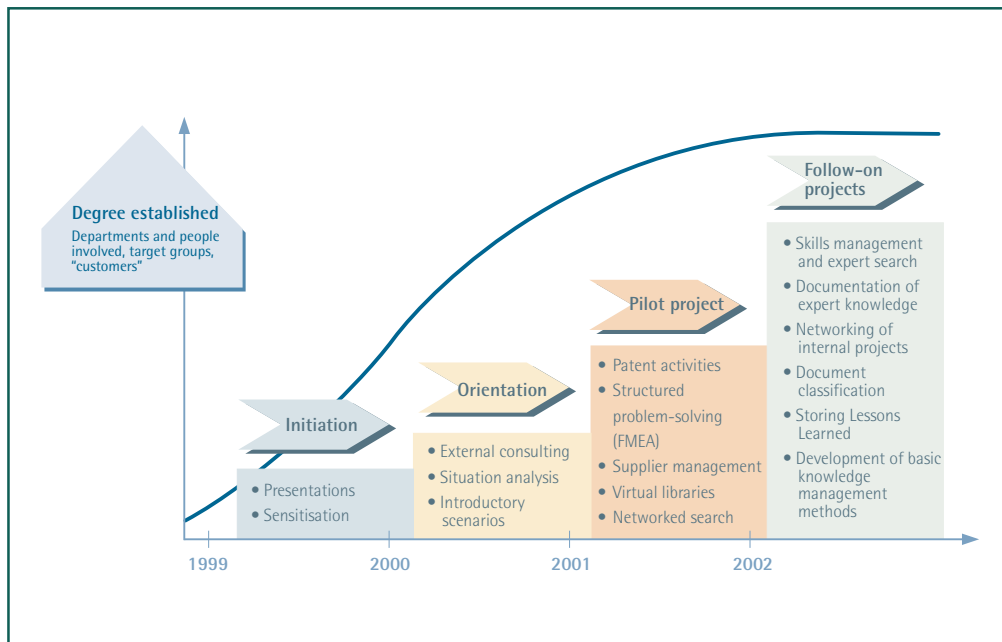 Degree established
Departments and people
involved, target groups,
“customers”
Initiation
• Presentations
• Sensitisation
Orientation
• External consulting
• Situation analysis
• Introductory
scenarios
Pilot project
• Patent activities
• Structured
problem-solving
(FMEA)
• Supplier management
• Virtual libraries
• Networked search
Follow-on
projects
• Skills management
and expert search
• Documentation of
expert knowledge
• Networking of
internal projects
• Document
classification
• Storing Lessons
Learned
• Development of basic
knowledge
management
methods
1999
2000
2001
2002